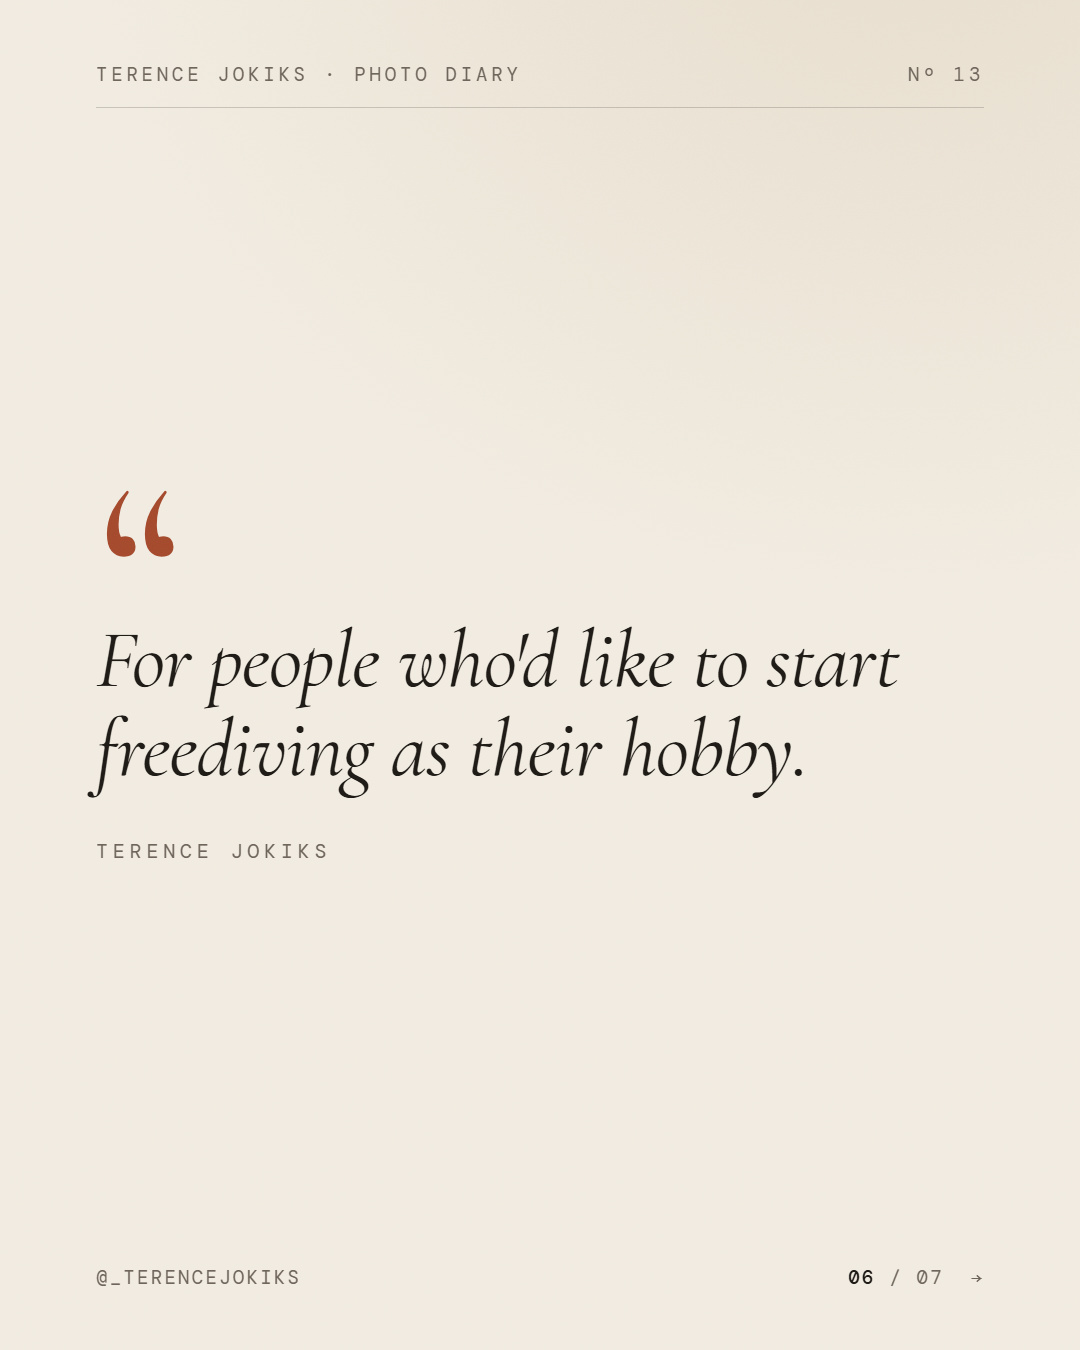 TERENCE JOKIKS · PHOTO DIARY
Nº 13
“
For people who'd like to start
freediving as their hobby.
TERENCE JOKIKS
@_TERENCEJOKIKS
06 / 07 →